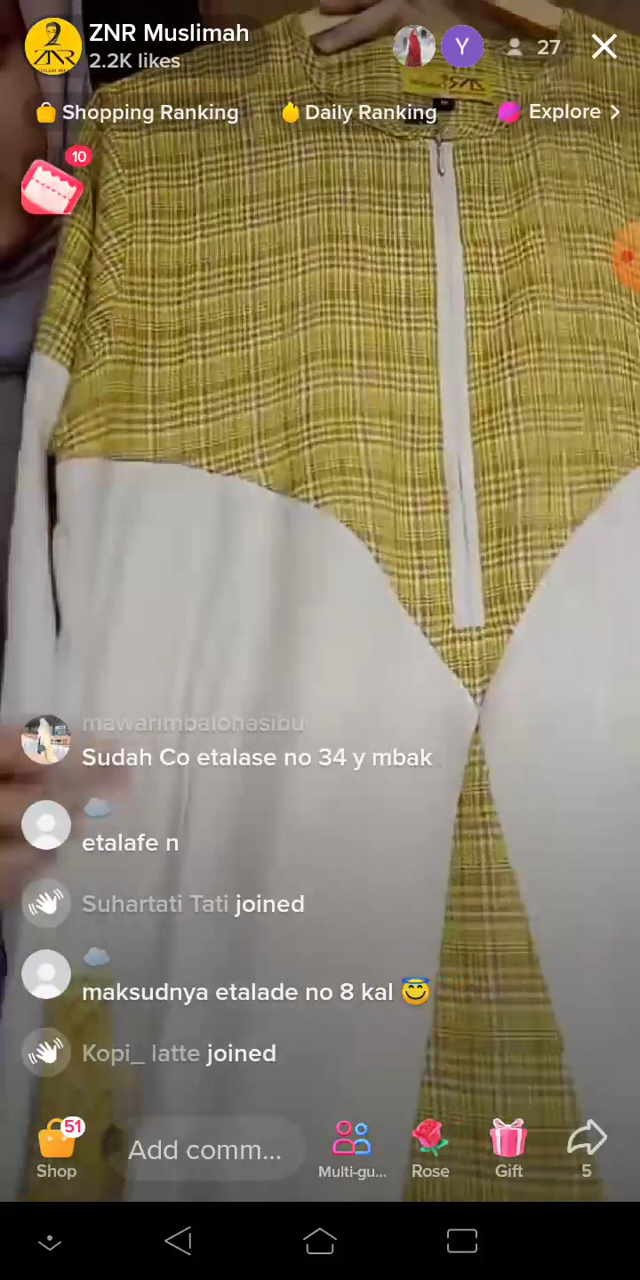 ZNR Muslimah
2.2K likes
Y
27
Shopping Ranking
Daily Ranking
Explore >
10
mawarimbalohasibu
Sudah Co etalase no 34 y mbak
etalafe n
Suhartati Tati joined
maksudnya etalade no 8 kal 😇
Kopi_ latte joined
51
Shop
Add comm...
Multi-gu...
Rose
Gift
5